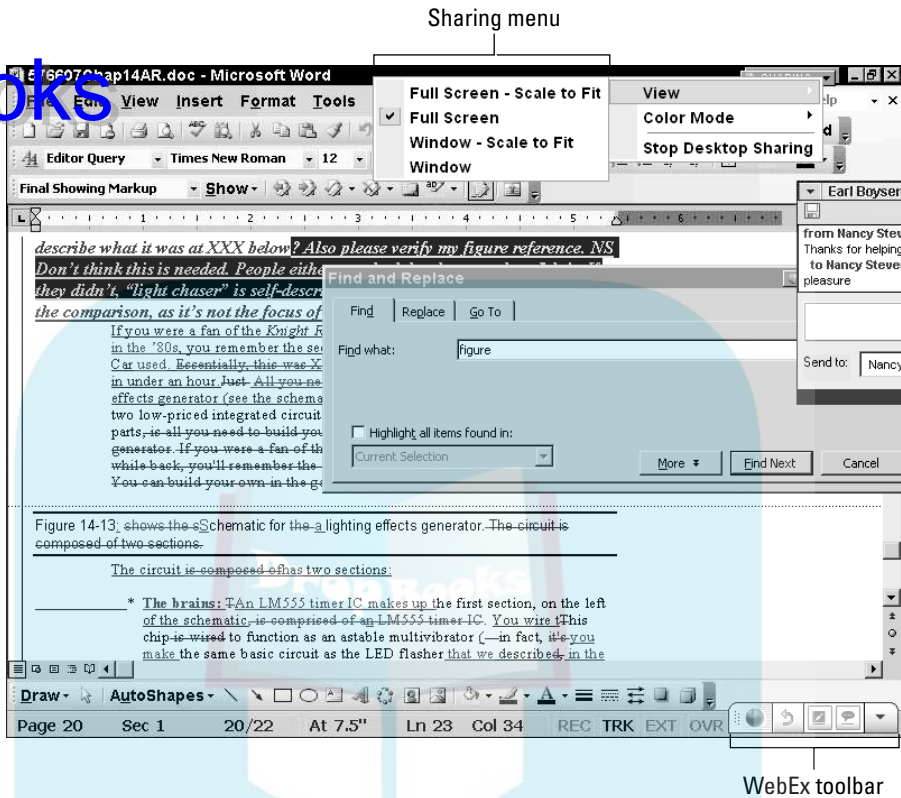 Sharing menu
576607Chap14AR.doc - Microsoft Word
oks
File Edit View Insert Format Tools
Full Screen - Scale to Fit
Full Screen
Window - Scale to Fit
Window
View
Color Mode
Stop Desktop Sharing
elp
Editor Query Times New Roman 12
Final Showing Markup Show
Earl Boysen
1 2 3 4 5 6
from Nancy Stev
Thanks for helping
to Nancy Steve
pleasure
Send to: Nancy
describe what it was at XXX below? Also please verify my figure reference. NS
Don't think this is needed. People eithe
they didn't, "light chaser" is self-descr
the comparison, as it's not the focus of
If you were a fan of the Knight R
in the '80s, you remember the se
Car used. Essentially, this was X
in under an hour. Just All you ne
effects generator (see the schema
two low-priced integrated circuit
parts, is all you need to build you
generator. If you were a fan of th
while back, you'll remember the
You can build your own in the ga
Find and Replace
Find Replace Go To
Find what: figure
Highlight all items found in:
Current Selection
More Find Next Cancel
Figure 14-13: shows the sSchematic for the a lighting effects generator. The circuit is
composed of two sections.
The circuit is composed ofhas two sections:
DropBooks
* The brains: TAn LM555 timer IC makes up the first section, on the left
of the schematic, is comprised of an LM555 timer IC. You wire tThis
chip is wired to function as an astable multivibrator (—in fact, it's you
make the same basic circuit as the LED flasher that we described, in the
Draw AutoShapes
Page 20 Sec 1 20/22 At 7.5" Ln 23 Col 34 REC TRK EXT OVR
WebEx toolbar